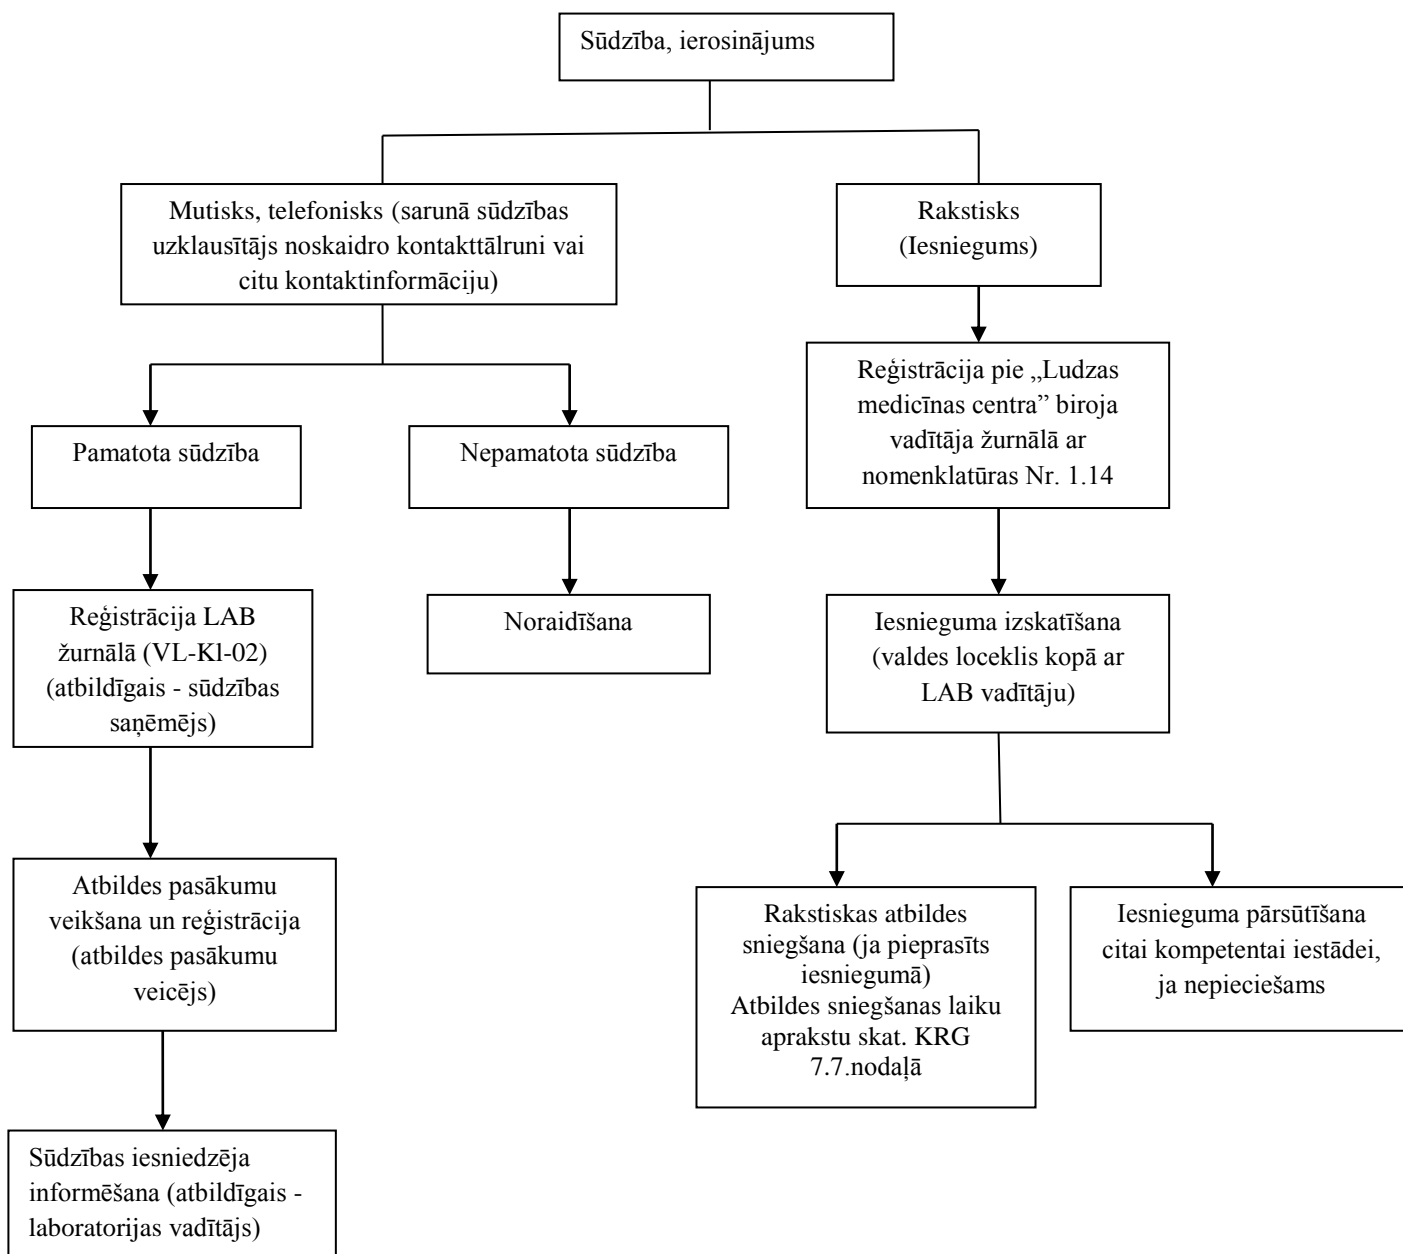 Sūdzība, ierosinājums
Mutisks, telefonisks (sarunā sūdzības
uzklausītājs noskaidro kontakttālruni vai
citu kontaktinformāciju)
Rakstisks
(Iesniegums)
Reģistrācija pie „Ludzas
medicīnas centra” biroja
vadītāja žurnālā ar
nomenklatūras Nr. 1.14
Pamatota sūdzība
Nepamatota sūdzība
Reģistrācija LAB
žurnālā (VL-Kl-02)
(atbildīgais - sūdzības
saņēmējs)
Noraidīšana
Iesnieguma izskatīšana
(valdes loceklis kopā ar
LAB vadītāju)
Atbildes pasākumu
veikšana un reģistrācija
(atbildes pasākumu
veicējs)
Rakstiskas atbildes
sniegšana (ja pieprasīts
iesniegumā)
Atbildes sniegšanas laiku
aprakstu skat. KRG
7.7.nodaļā
Iesnieguma pārsūtīšana
citai kompetentai iestādei,
ja nepieciešams
Sūdzības iesniedzēja
informēšana (atbildīgais -
laboratorijas vadītājs)